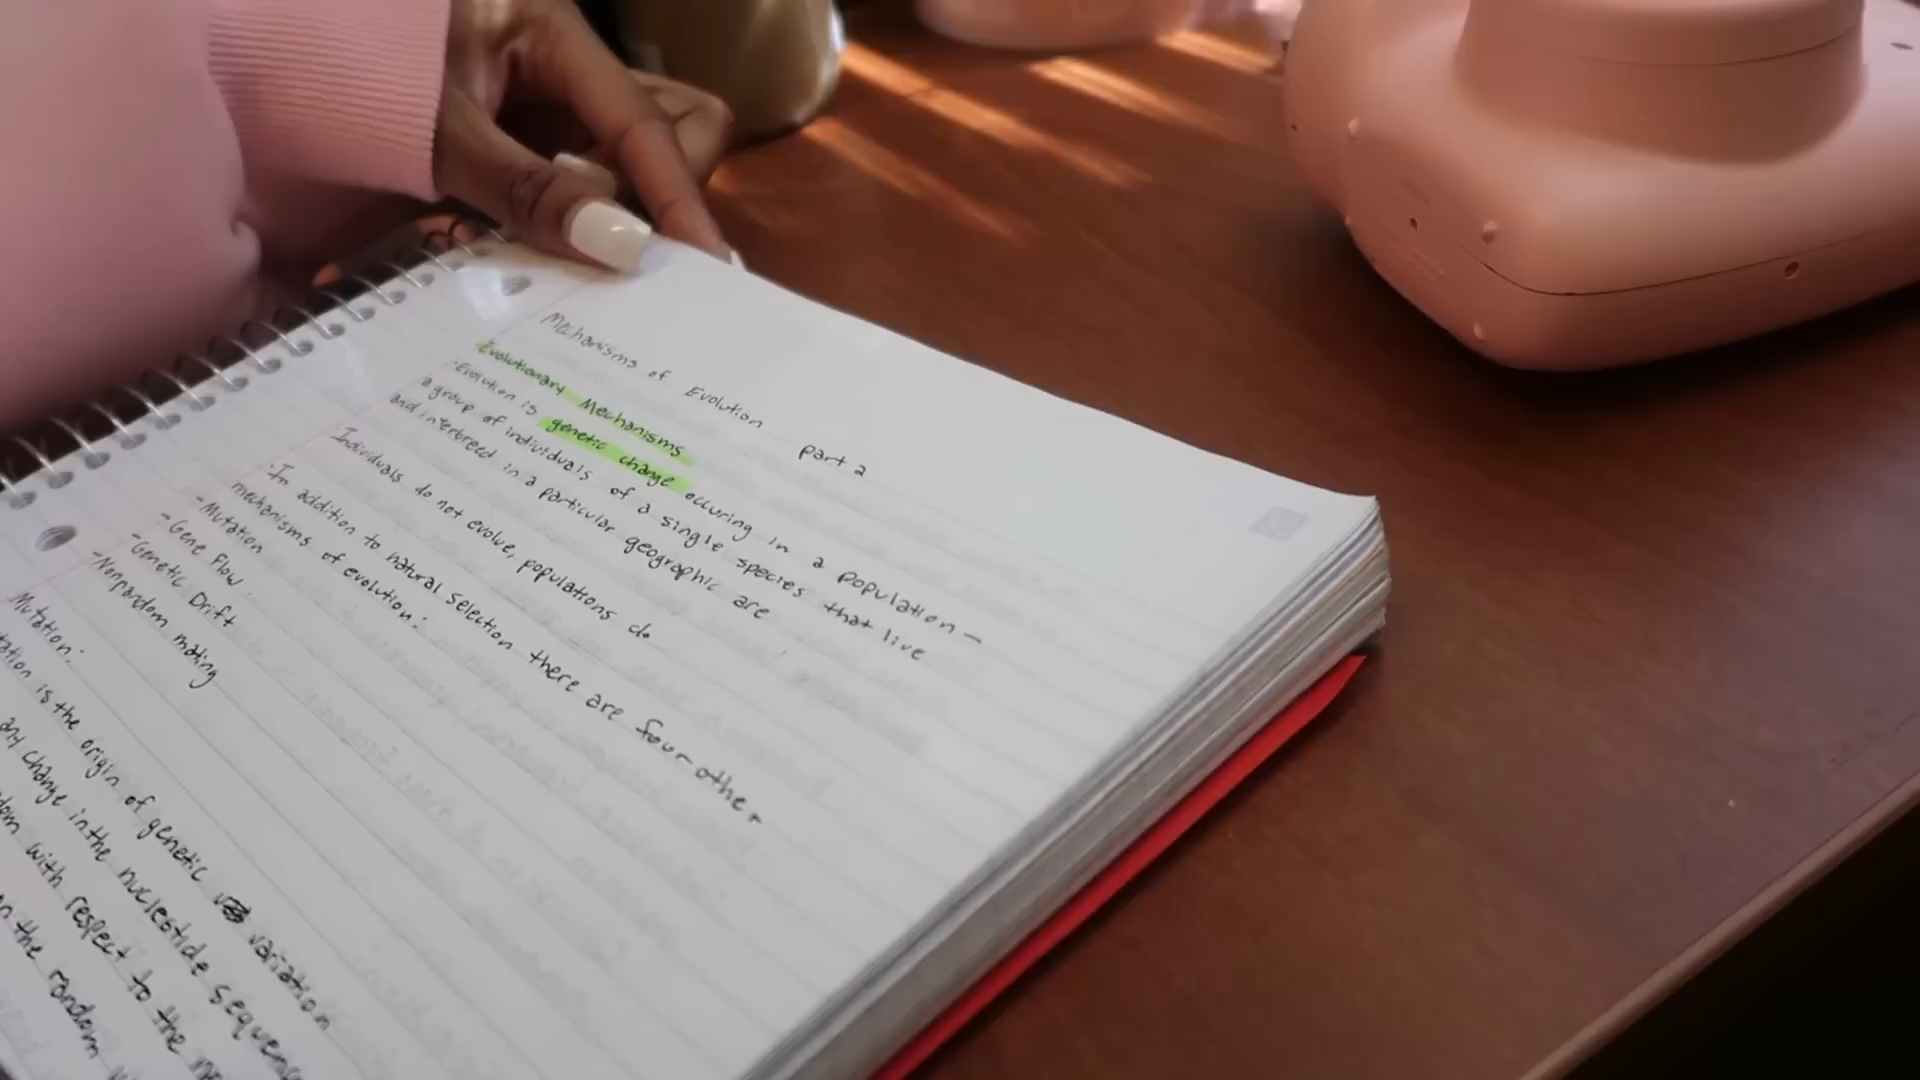 Mechanisms of Evolution part 2
Evolutionary Mechanisms
·Evolution is genetic change occuring in a population-
a group of individuals of a single species that live
and interbreed in a particular geographic are
Individuals do not evolve, populations do
·In addition to natural selection there are four other
mechanisms of evolution:
-Mutation
-Gene Flow
-Genetic Drift
-Nonrandom mating
Mutation:
is the origin of genetic variation
any change in the nucleotide
with respect to the
the random